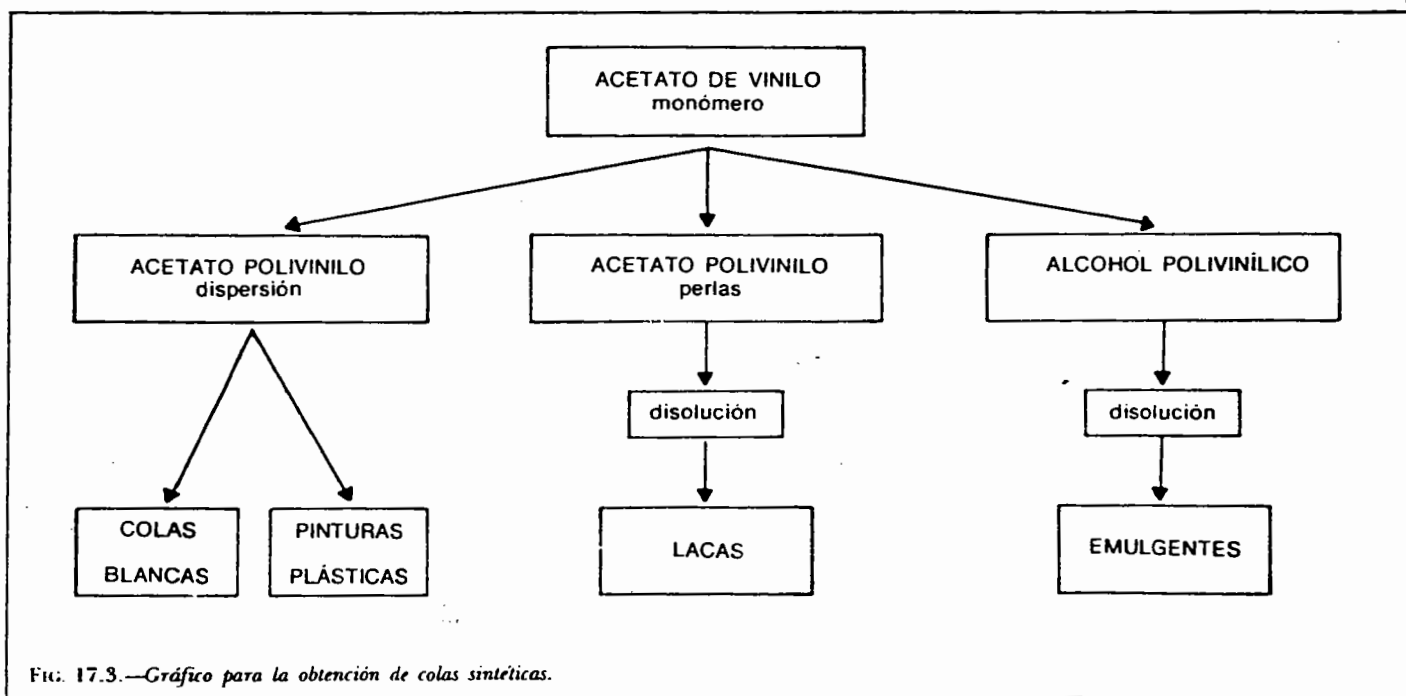 ACETATO DE VINILO
monómero
ACETATO POLIVINILO
dispersión
ACETATO POLIVINILO
perlas
ALCOHOL POLIVINÍLICO
disolución
disolución
COLAS
BLANCAS
PINTURAS
PLÁSTICAS
LACAS
EMULGENTES
FIG. 17.3.—Gráfico para la obtención de colas sintéticas.